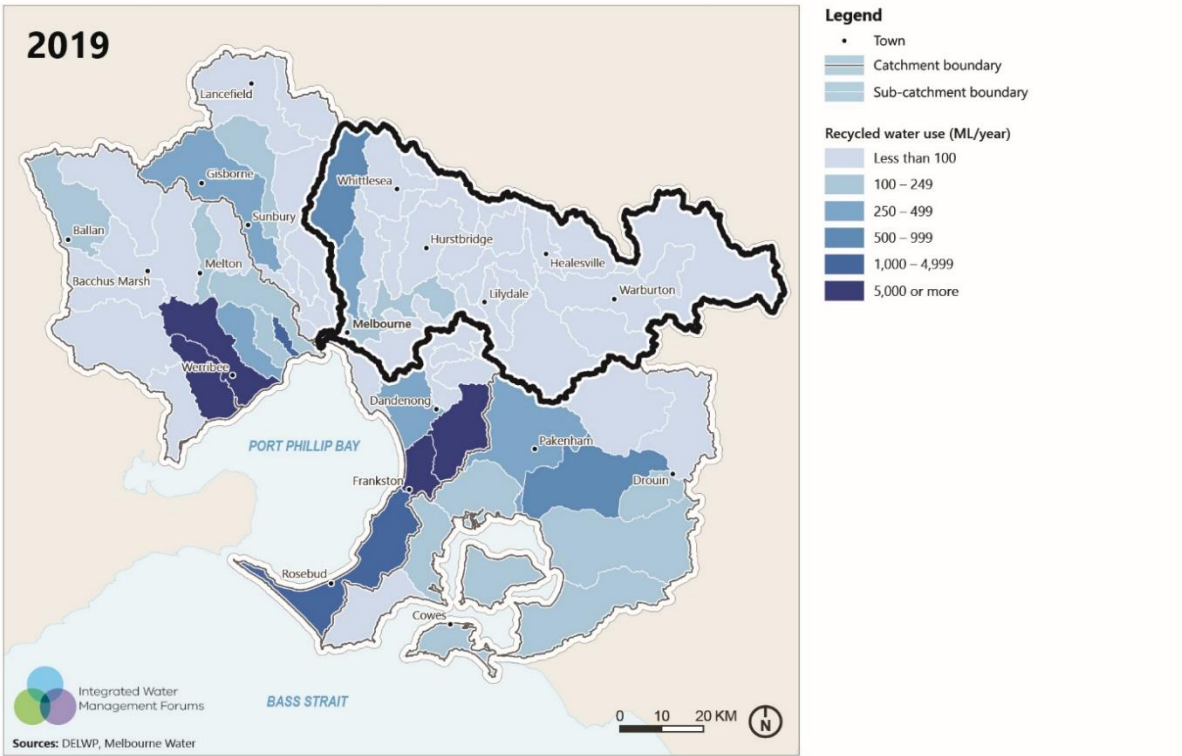 2019
Lancefield
Gisborne
Whittlesea
Ballan
Sunbury
Hurstbridge
Healesville
Bacchus Marsh
Melton
Lilydale
Warburton
Melbourne
Werribee
Dandenong
PORT PHILLIP BAY
Pakenham
Frankston
Drouin
Rosebud
Cowes
BASS STRAIT
Integrated Water
Management Forums
Sources: DELWP, Melbourne Water
0 10 20 KM
N
Legend
Town
Catchment boundary
Sub-catchment boundary
Recycled water use (ML/year)
Less than 100
100 – 249
250 – 499
500 – 999
1,000 – 4,999
5,000 or more